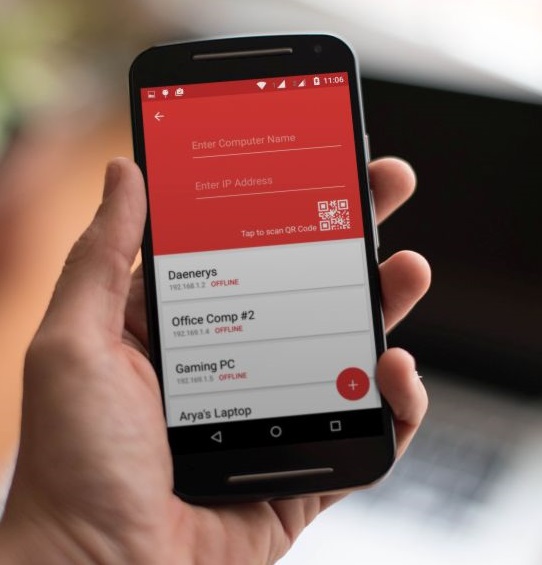 11:06
Enter Computer Name
Enter IP Address
Tap to scan QR Code
Daenerys
192.168.1.2 OFFLINE
Office Comp #2
192.168.1.4 OFFLINE
Gaming PC
192.168.1.5 OFFLINE
Arya's Laptop